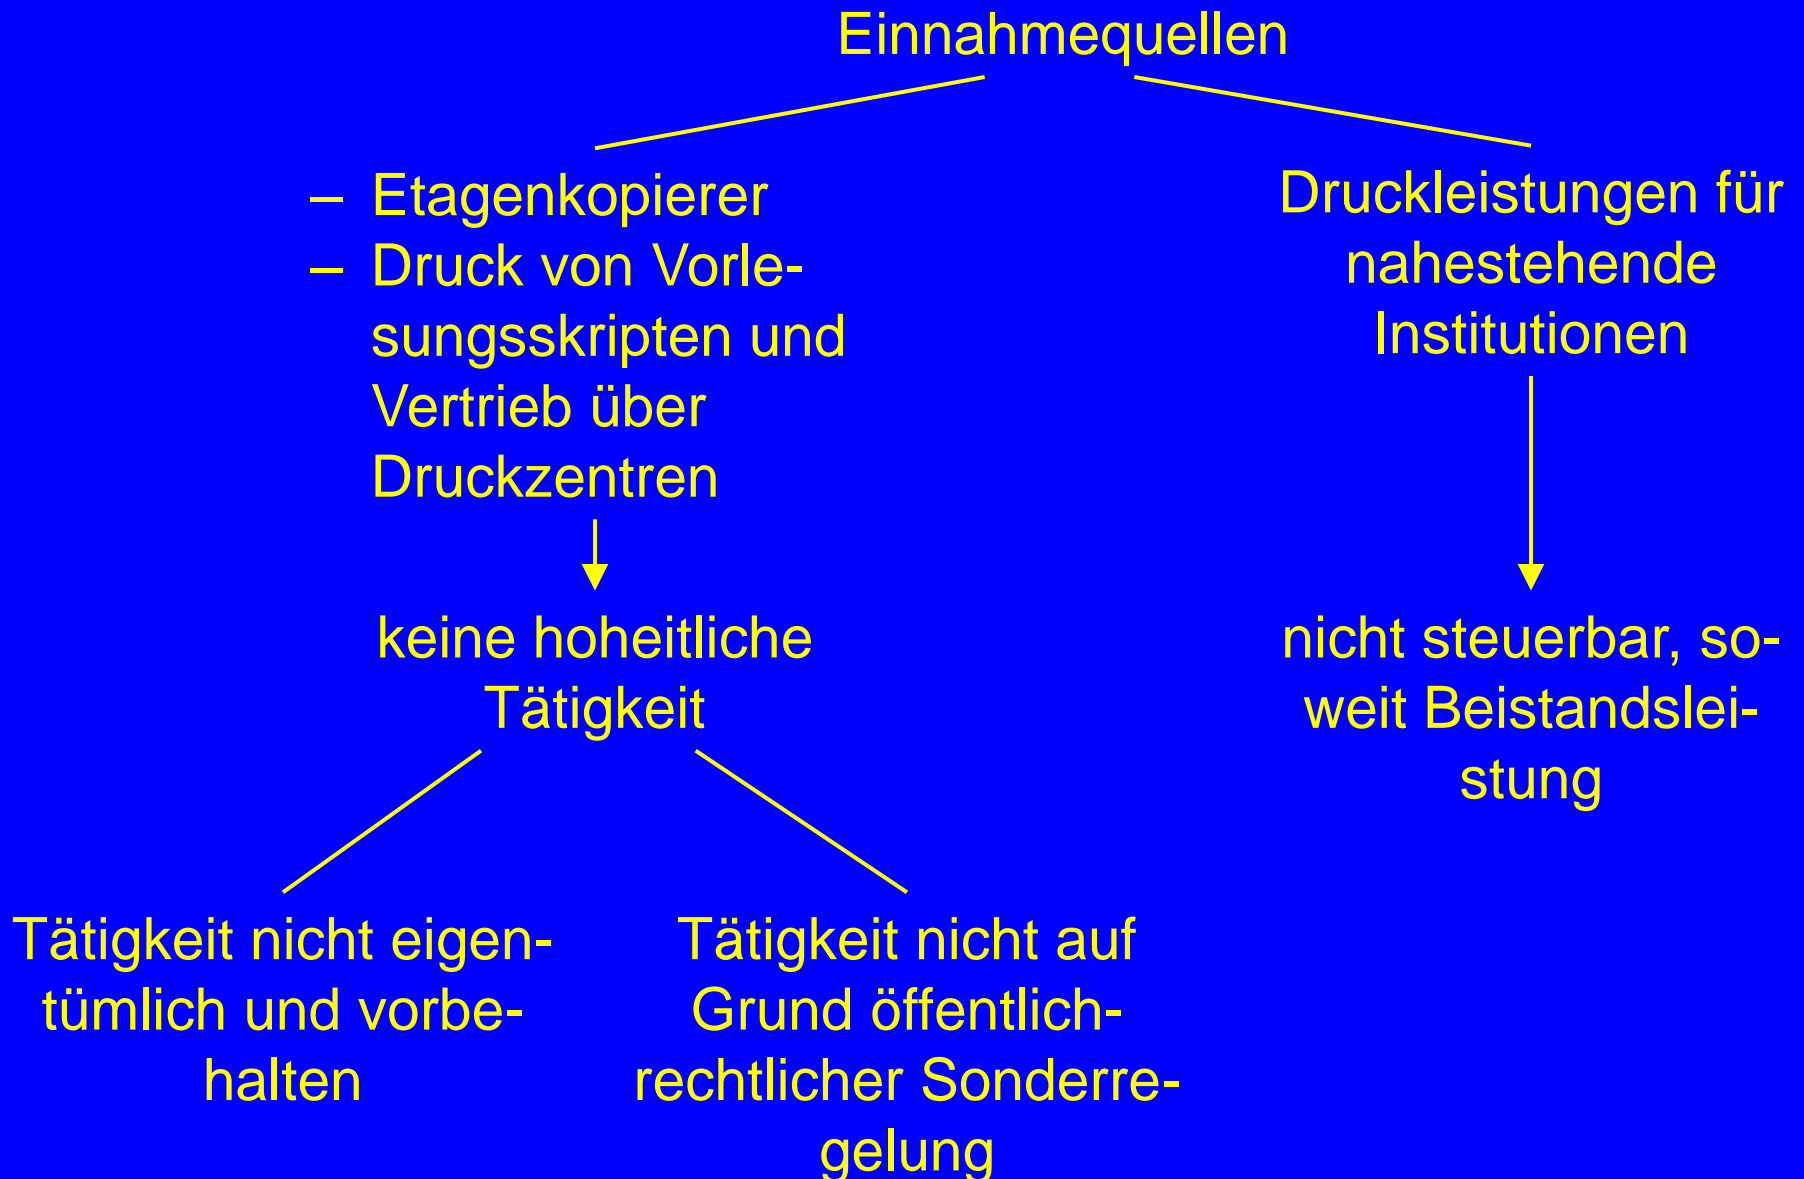 Einnahmequellen
– Etagenkopierer
– Druck von Vorle-
sungsskripten und
Vertrieb über
Druckzentren
Druckleistungen für
nahestehende
Institutionen
keine hoheitliche
Tätigkeit
nicht steuerbar, so-
weit Beistandslei-
stung
Tätigkeit nicht eigen-
tümlich und vorbe-
halten
Tätigkeit nicht auf
Grund öffentlich-
rechtlicher Sonderre-
gelung